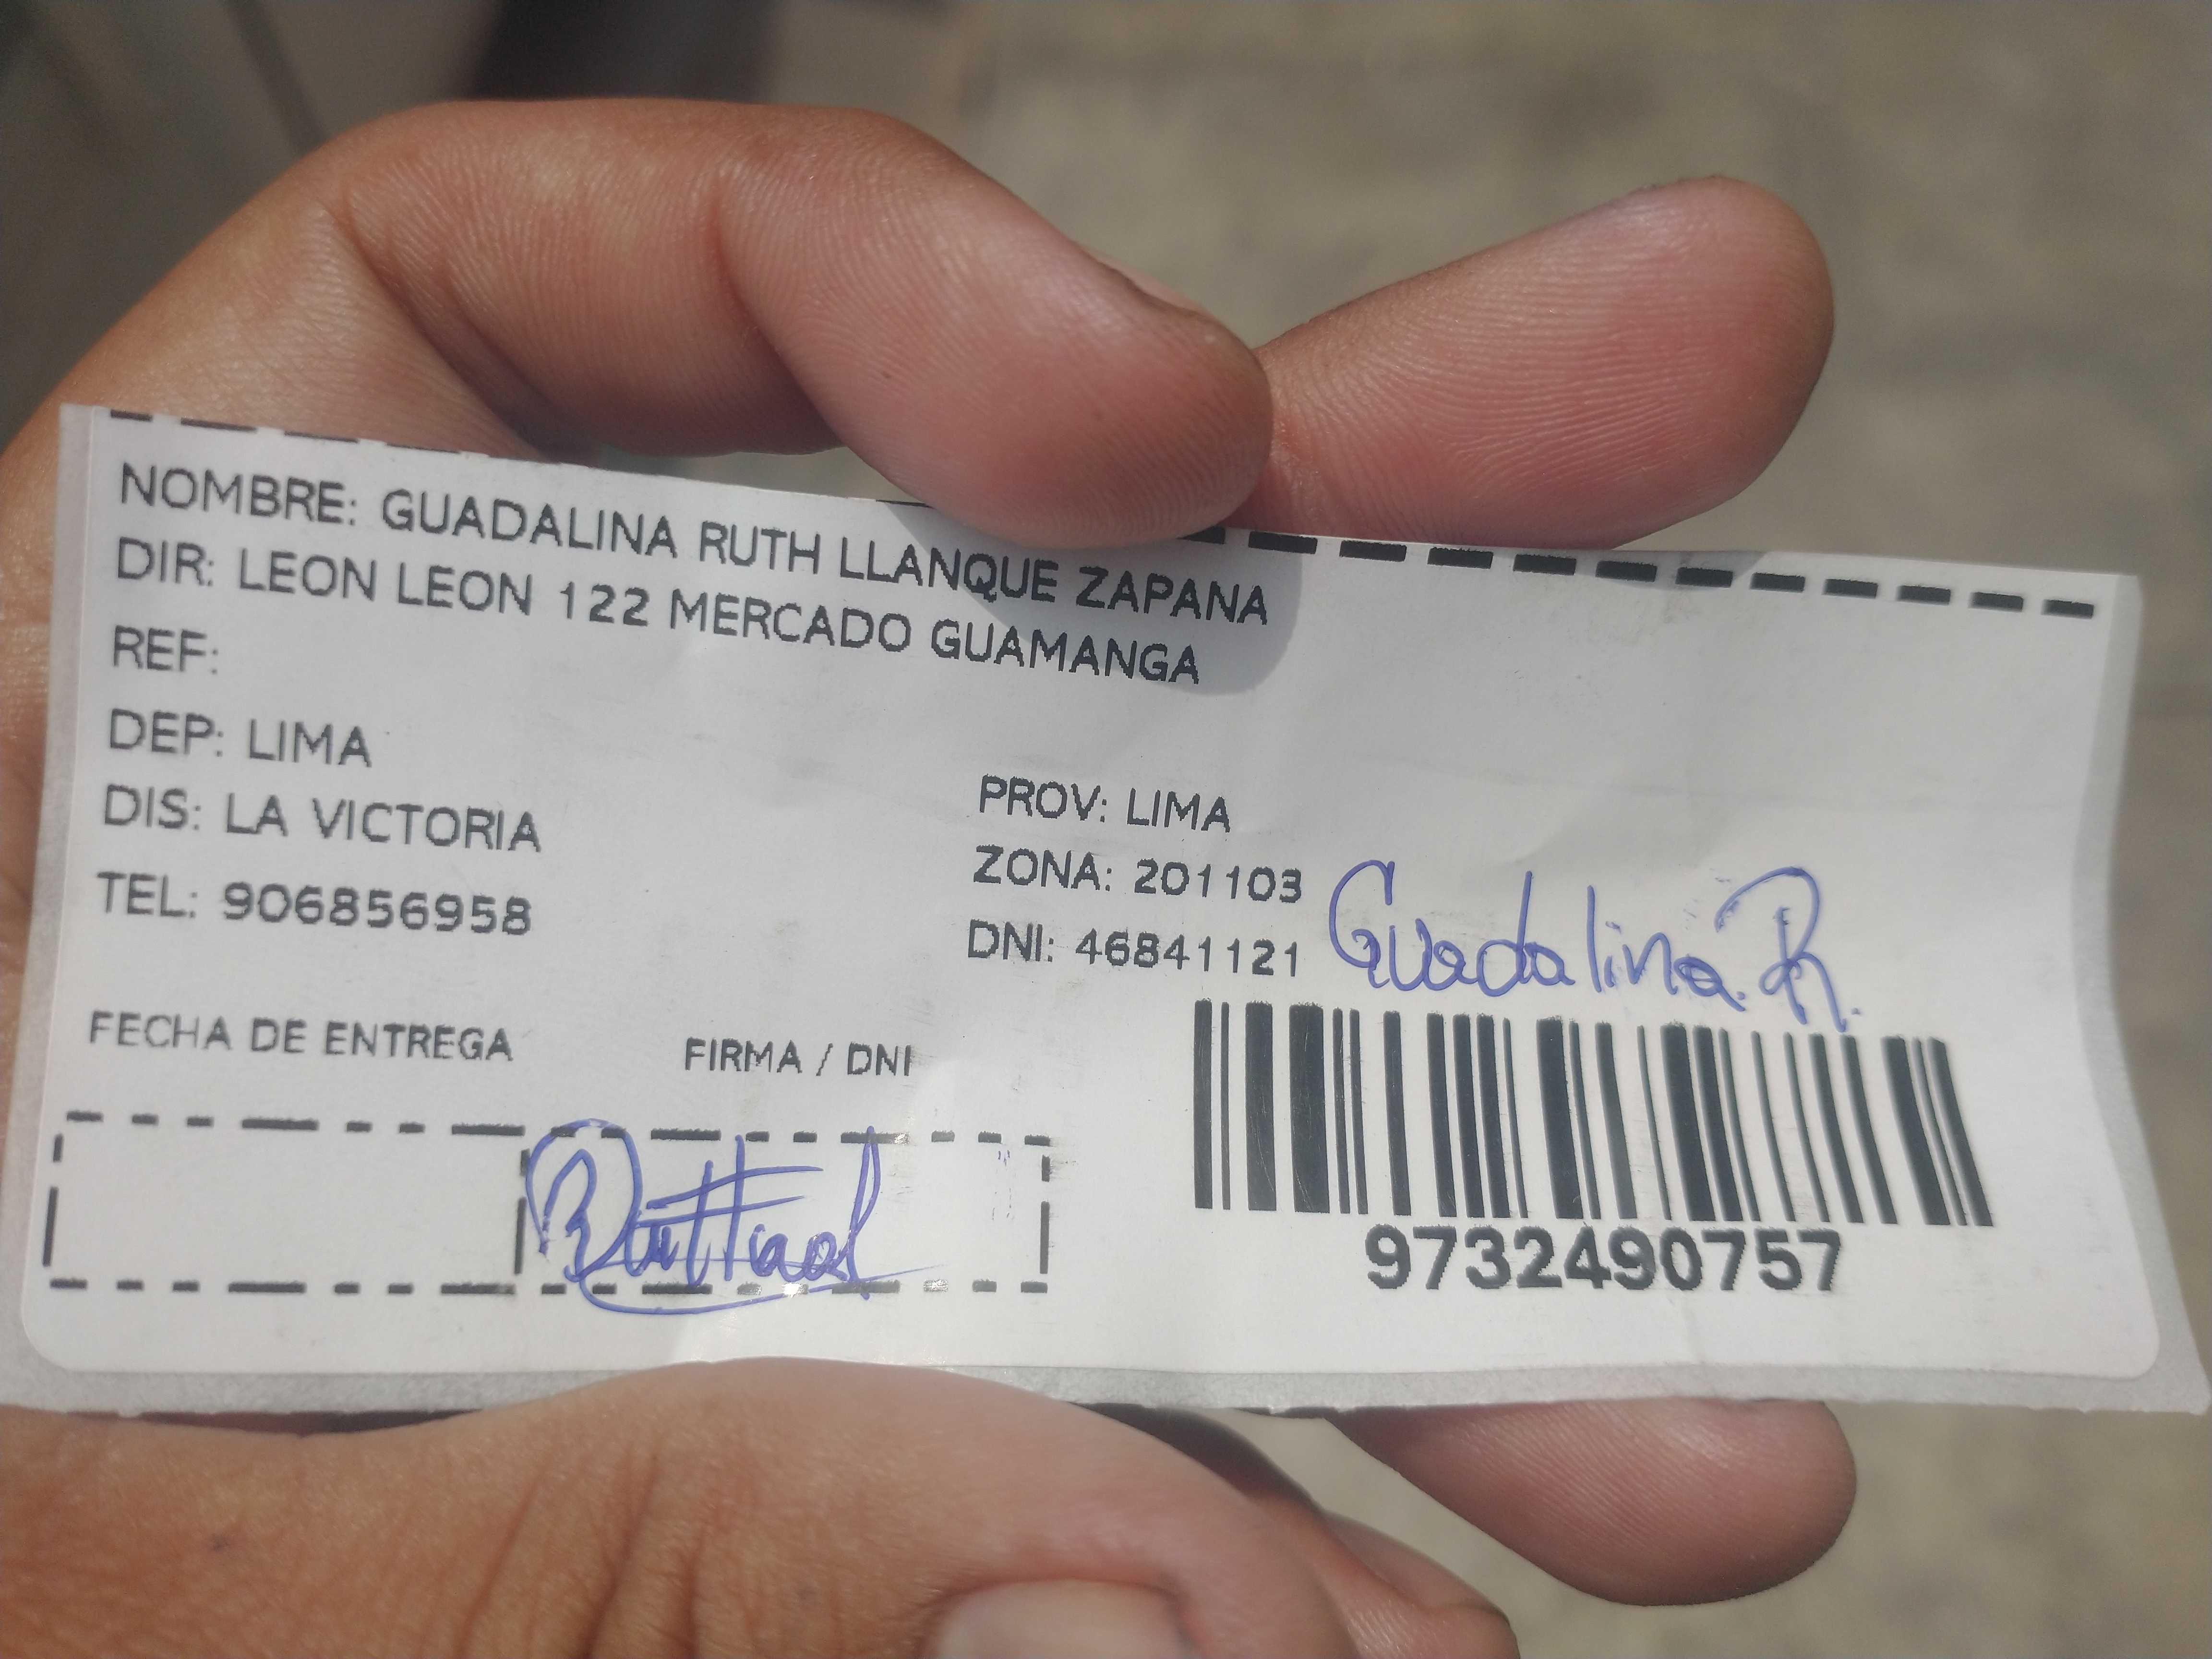 NOMBRE: GUADALINA RUTH LLANQUE ZAPANA
DIR: LEON LEON 122 MERCADO GUAMANGA
REF:
DEP: LIMA
PROV: LIMA
DIS: LA VICTORIA
ZONA: 201103
TEL: 906856958
DNI: 46841121
Guadalina. R.
FECHA DE ENTREGA
FIRMA / DNI
9732490757